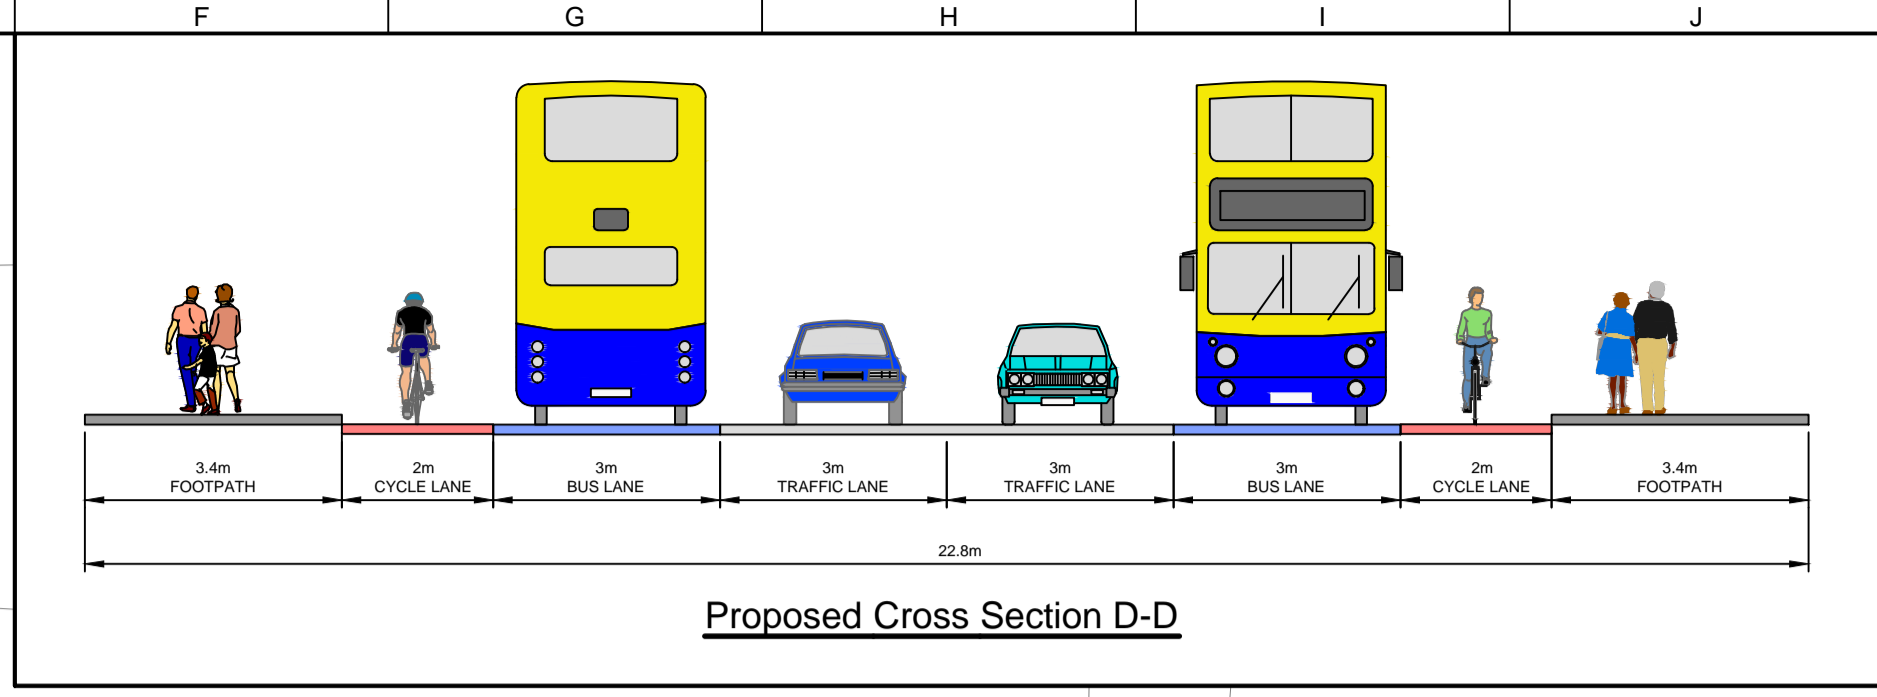 F G H I J
3.4m 2m 3m 3m 3m 3m 2m 3.4m
FOOTPATH CYCLE LANE BUS LANE TRAFFIC LANE TRAFFIC LANE BUS LANE CYCLE LANE FOOTPATH
22.8m
Proposed Cross Section D-D